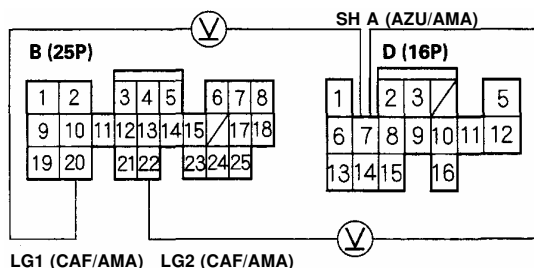 SH A (AZU/AMA)
V
B (25P)
D (16P)
1 2 3 4 5 6 7 8
1 2 3 5
9 10 11 12 13 14 15 17 18
6 7 8 9 10 11 12
19 20 21 22 23 24 25
13 14 15 16
V
LG1 (CAF/AMA) LG2 (CAF/AMA)